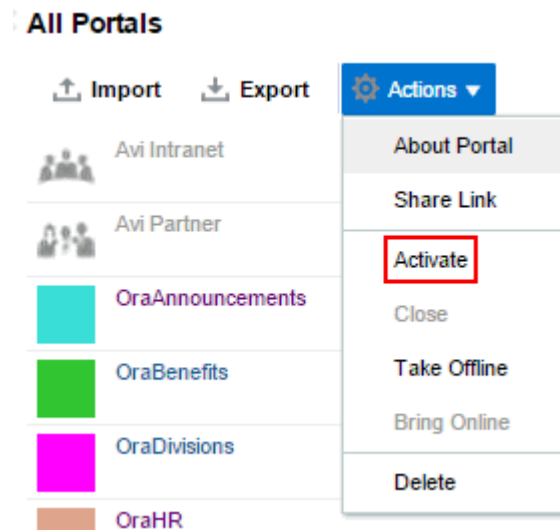 All Portals
Import Export Actions
Avi Intranet
Avi Partner
OraAnnouncements
OraBenefits
OraDivisions
OraHR
About Portal
Share Link
Activate
Close
Take Offline
Bring Online
Delete